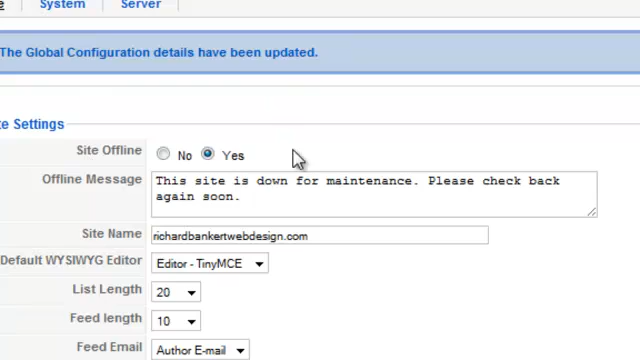 System Server
The Global Configuration details have been updated.
te Settings
Site Offline No Yes
Offline Message This site is down for maintenance. Please check back
again soon.
Site Name richardbankertwebdesign.com
Default WYSIWYG Editor Editor - TinyMCE
List Length 20
Feed length 10
Feed Email Author E-mail